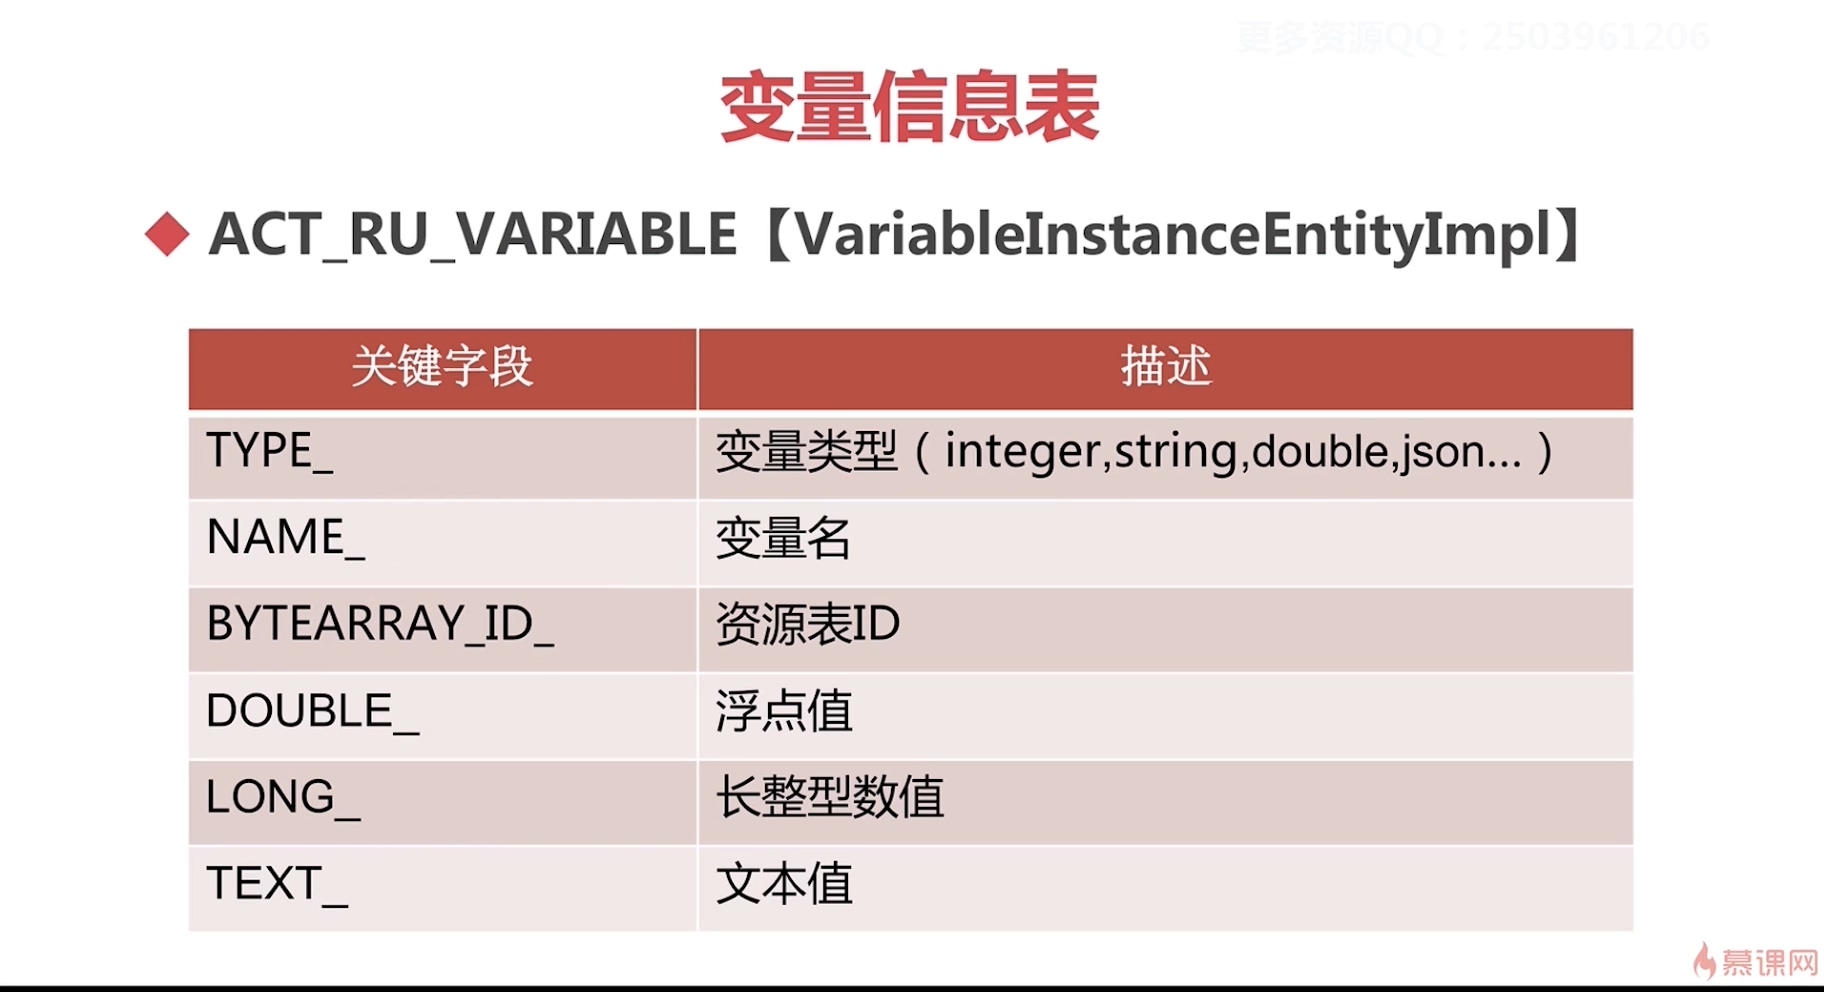 更多资源QQ：2503961206
变量信息表
ACT_RU_VARIABLE【VariableInstanceEntityImpl】
关键字段 描述
TYPE_ 变量类型（integer,string,double,json...）
NAME_ 变量名
BYTEARRAY_ID_ 资源表ID
DOUBLE_ 浮点值
LONG_ 长整型数值
TEXT_ 文本值
慕课网